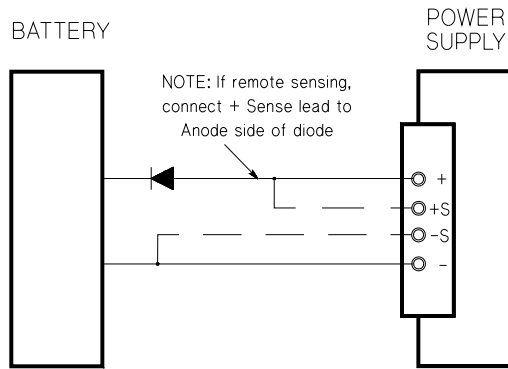 BATTERY
POWER
SUPPLY
NOTE: If remote sensing,
connect + Sense lead to
Anode side of diode
+
+S
-S
-